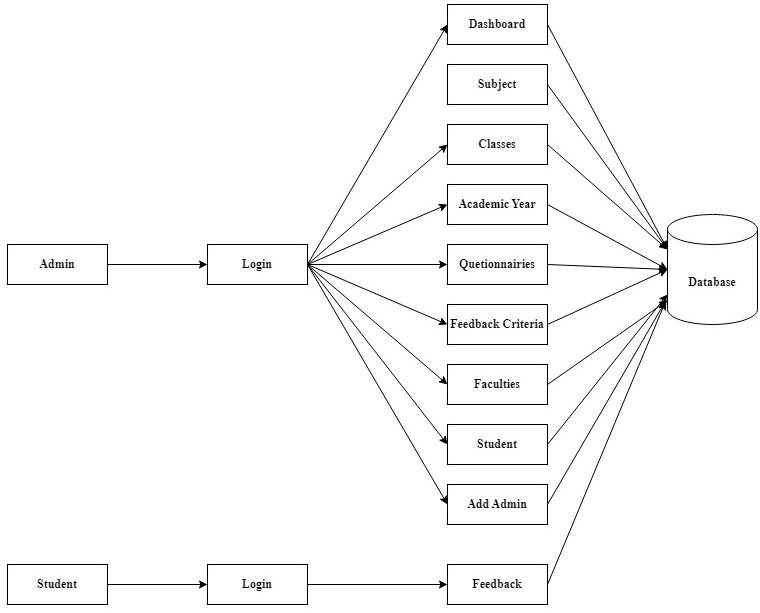 Dashboard
Subject
Classes
Academic Year
Admin
Login
Quetionnairies
Database
Feedback Criteria
Faculties
Student
Add Admin
Student
Login
Feedback